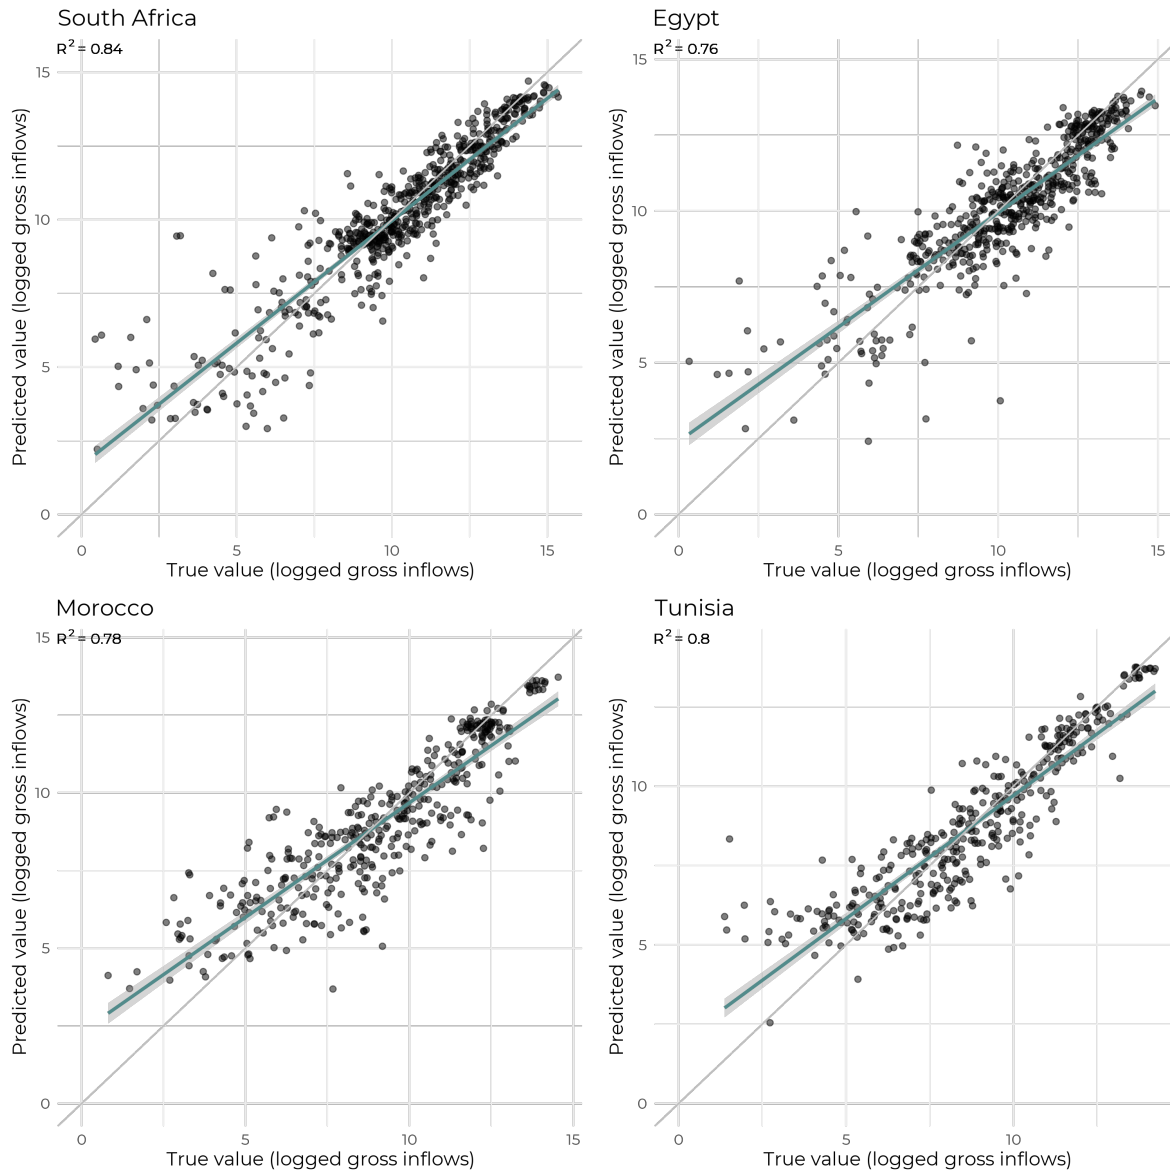 South Africa
R² = 0.84
15
10
5
0
0 5 10 15
Predicted value (logged gross inflows)
True value (logged gross inflows)
Egypt
R² = 0.76
15
10
5
0
0 5 10 15
Predicted value (logged gross inflows)
True value (logged gross inflows)
Morocco
R² = 0.78
15
10
5
0
0 5 10 15
Predicted value (logged gross inflows)
True value (logged gross inflows)
Tunisia
R² = 0.8
10
5
0
0 5 10
Predicted value (logged gross inflows)
True value (logged gross inflows)